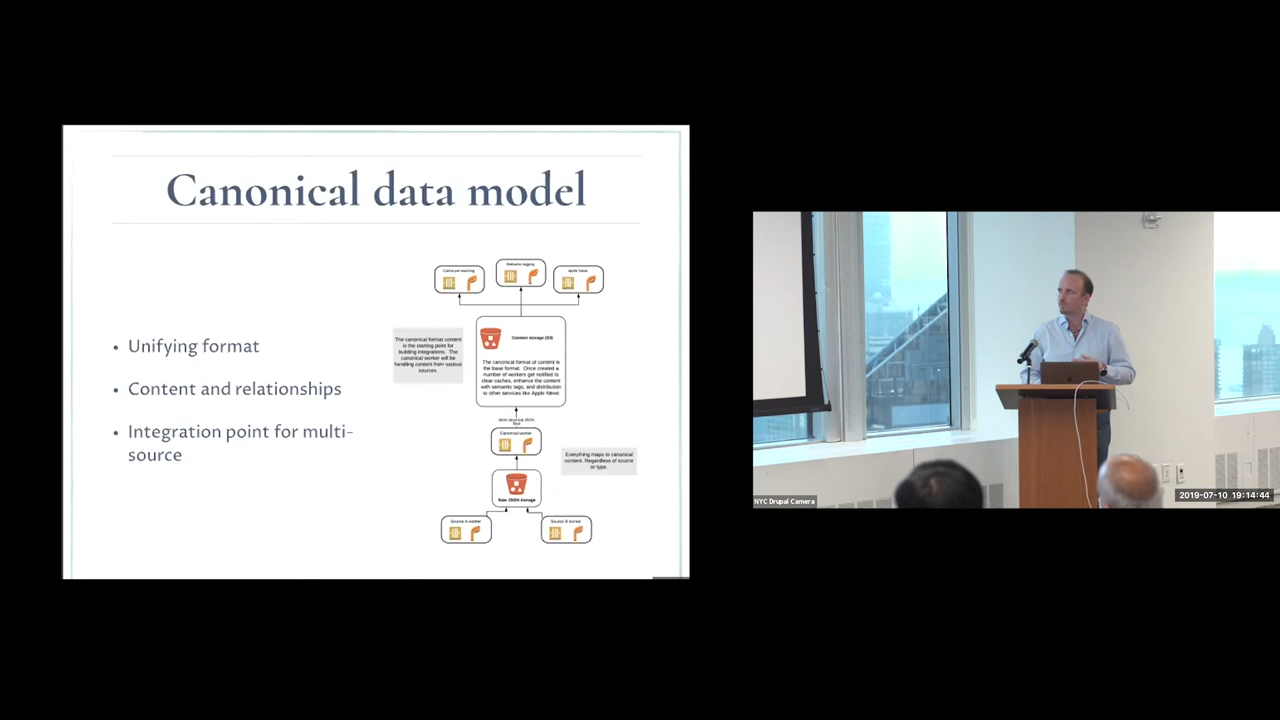 Canonical data model
• Unifying format
• Content and relationships
• Integration point for multi-
source
Cache pre-warming
Semantic tagging
Apple News
The canonical format content
is the starting point for
building integrations. The
canonical worker will be
handling content from various
sources.
Content storage (S3)
The canonical format of content is
the base format. Once created a
number of workers get notified to
clear caches, enhance the content
with semantic tags, and distribution
to other services like Apple News
Canonical worker
Everything maps to canonical
content. Regardless of source
or type.
Raw JSON storage
Source A worker
Source B worker
NYC Drupal Camera
2019-07-10 19:14:44